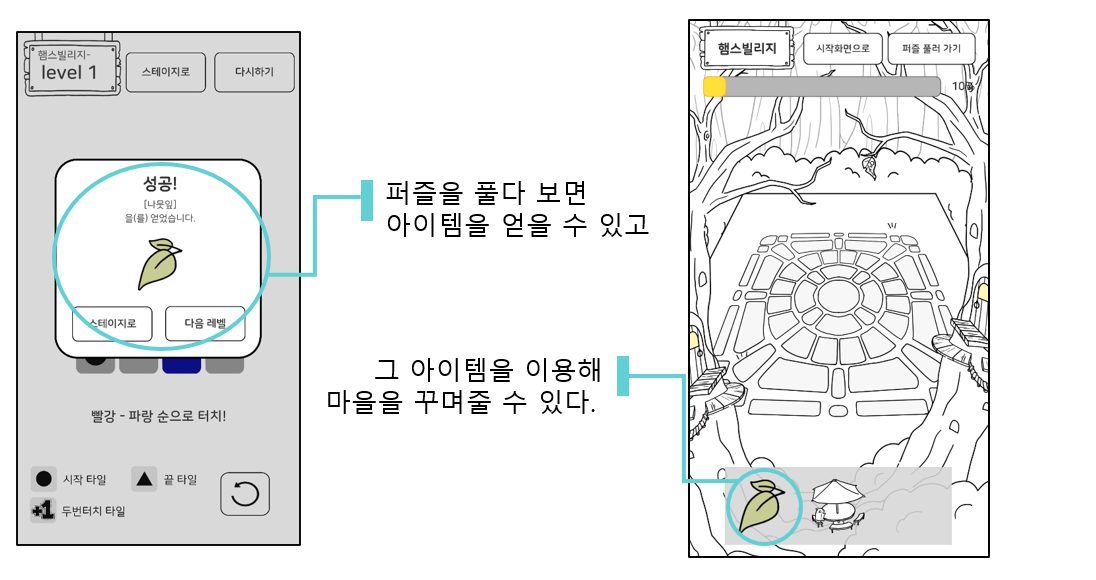 햄스빌리지-
level 1
스테이지로
다시하기
성공!
[나뭇잎]
을(를) 얻었습니다.
스테이지로
다음 레벨
빨강 - 파랑 순으로 터치!
시작 타일
끝 타일
+1
두번터치 타일
퍼즐을 풀다 보면
아이템을 얻을 수 있고
그 아이템을 이용해
마을을 꾸며줄 수 있다.
햄스빌리지
시작화면으로
퍼즐 풀러 가기
10%